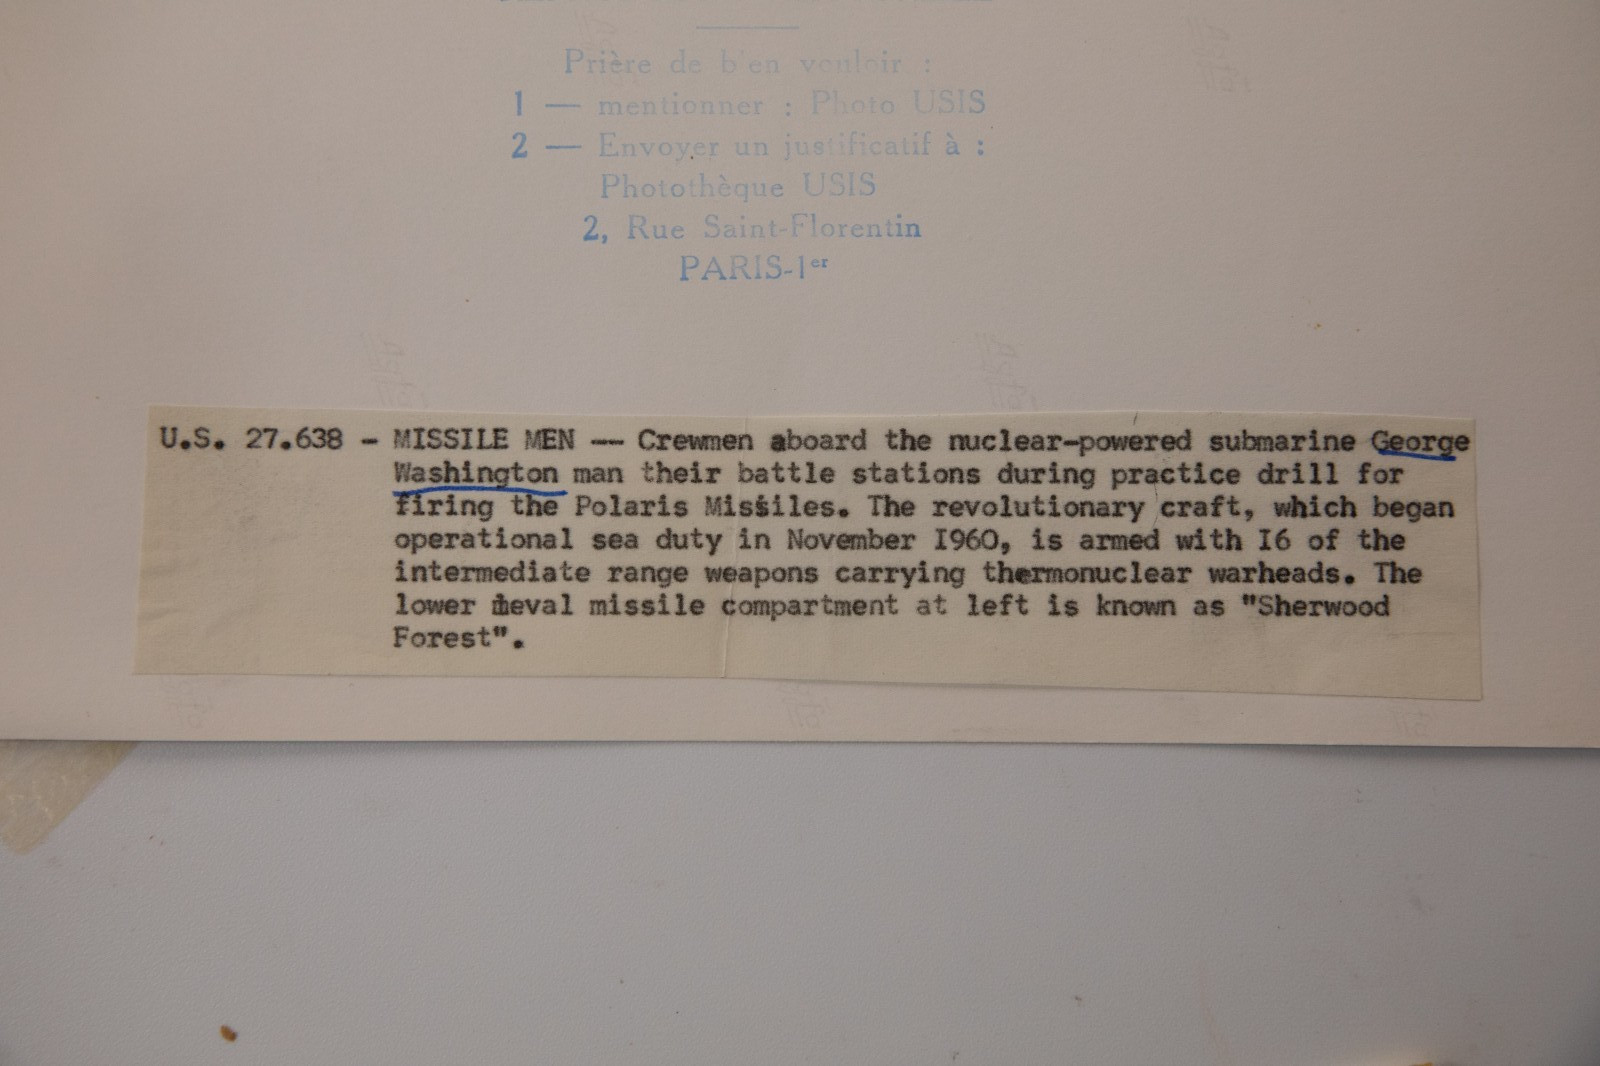 Prière de b'en vouloir :
1 — mentionner : Photo USIS
2 — Envoyer un justificatif à :
Photothèque USIS
2, Rue Saint-Florentin
PARIS-1er
U.S. 27.638 - MISSILE MEN -- Crewmen aboard the nuclear-powered submarine George
Washington man their battle stations during practice drill for
firing the Polaris Missiles. The revolutionary craft, which began
operational sea duty in November I960, is armed with I6 of the
intermediate range weapons carrying thermonuclear warheads. The
lower meval missile compartment at left is known as "Sherwood
Forest".